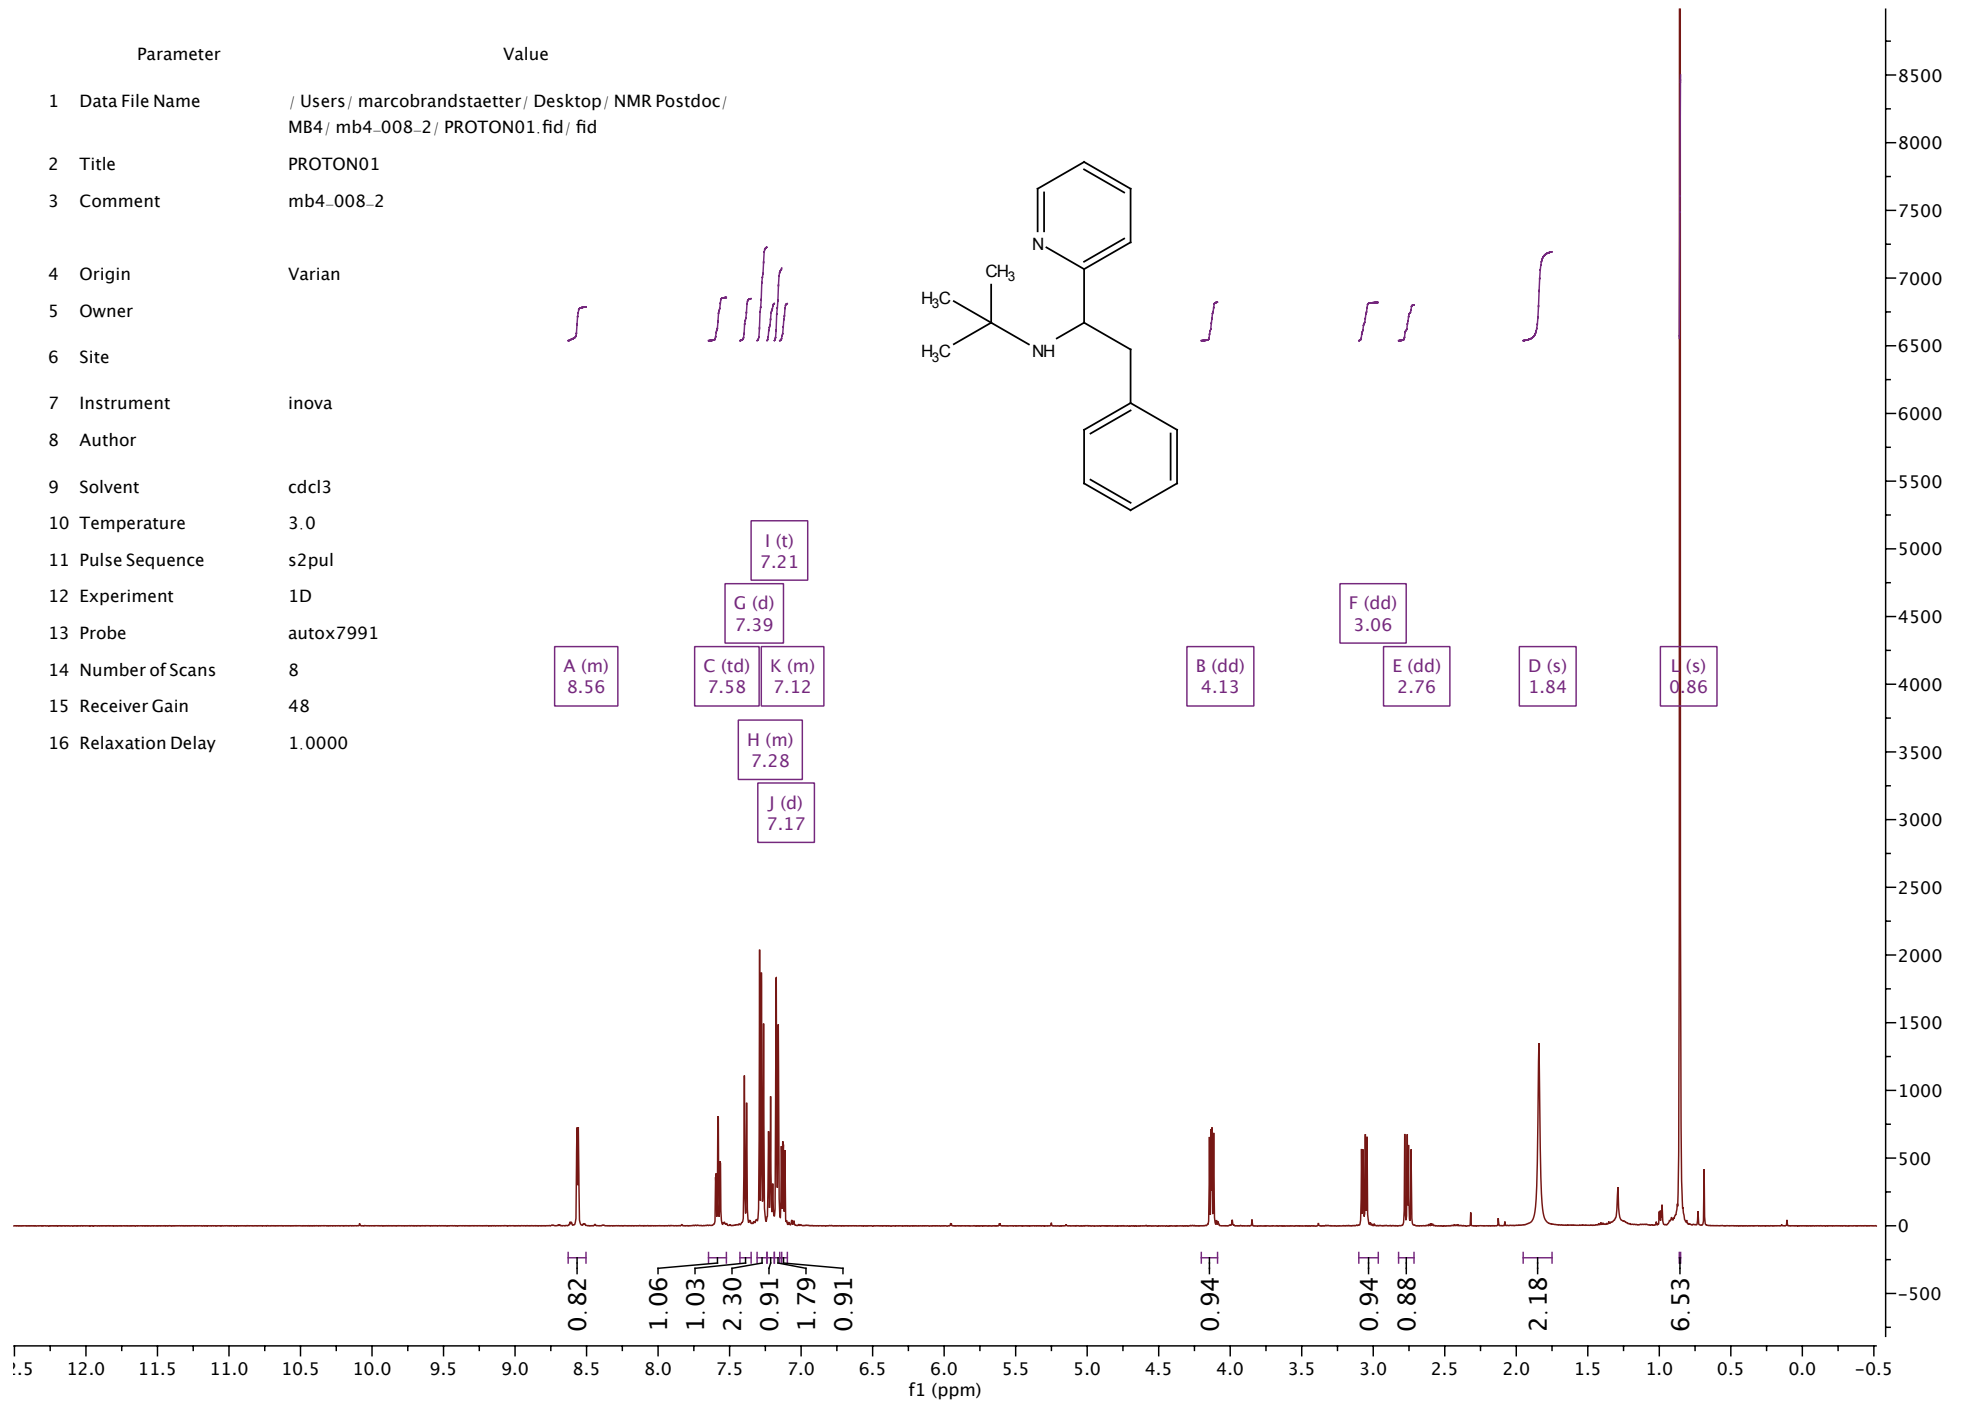 Parameter Value
1 Data File Name / Users/ marcobrandstaetter/ Desktop/ NMR Postdoc/
MB4/ mb4_008_2/ PROTON01.fid/ fid
2 Title PROTON01
3 Comment mb4_008_2
4 Origin Varian
5 Owner
6 Site
7 Instrument inova
8 Author
9 Solvent cdcl3
10 Temperature 3.0
11 Pulse Sequence s2pul
12 Experiment 1D
13 Probe autox7991
14 Number of Scans 8
15 Receiver Gain 48
16 Relaxation Delay 1.0000
N
CH3
H3C
H3C
NH
I (t)
7.21
G (d)
7.39
F (dd)
3.06
A (m)
8.56
C (td)
7.58
K (m)
7.12
B (dd)
4.13
E (dd)
2.76
D (s)
1.84
L (s)
0.86
H (m)
7.28
J (d)
7.17
8500
8000
7500
7000
6500
6000
5500
5000
4500
4000
3500
3000
2500
2000
1500
1000
500
0
-500
0.82
1.06
1.03
2.30
0.91
1.79
0.91
0.94
0.94
0.88
2.18
6.53
:.5 12.0 11.5 11.0 10.5 10.0 9.5 9.0 8.5 8.0 7.5 7.0 6.5 6.0 5.5 5.0 4.5 4.0 3.5 3.0 2.5 2.0 1.5 1.0 0.5 0.0 -0.5
f1 (ppm)